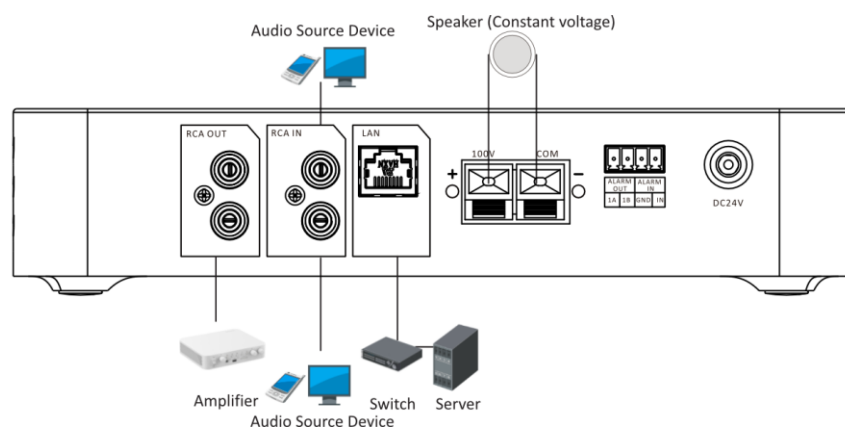 Speaker (Constant voltage)
Audio Source Device
RCA OUT
RCA IN
LAN
100V
COM
+
−
ALARM OUT
ALARM IN
1A
1B
GND
IN
DC24V
Amplifier
Audio Source Device
Switch
Server